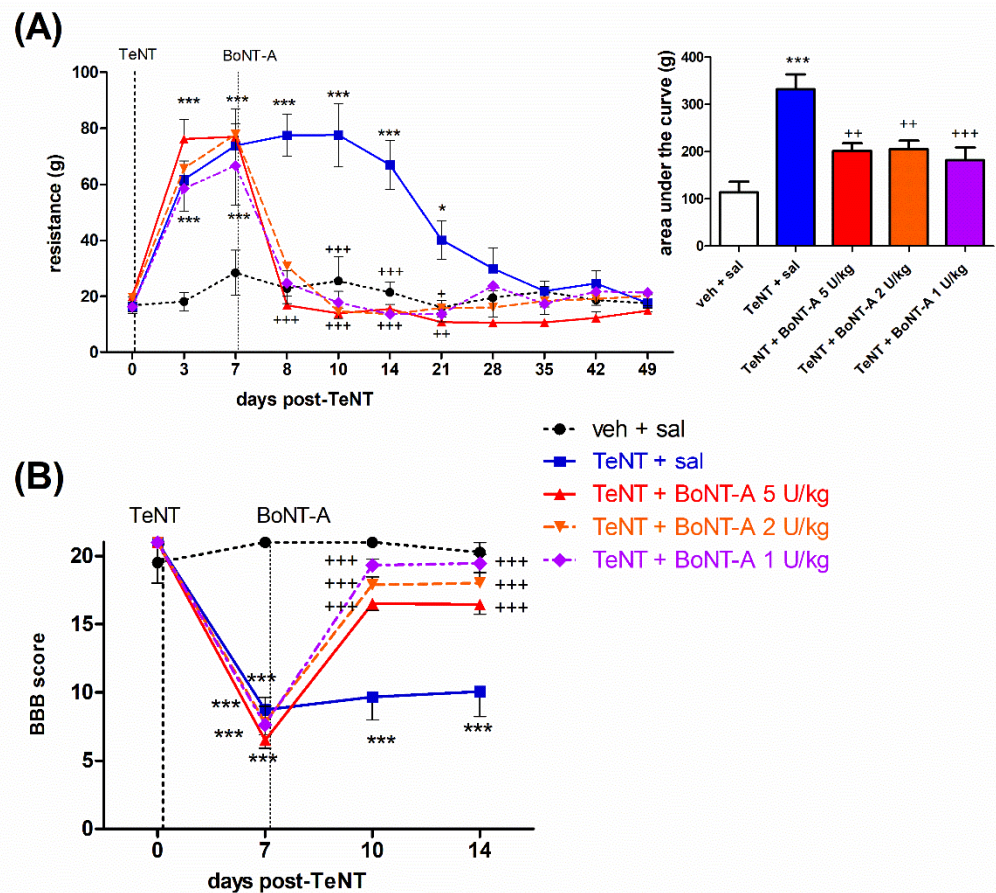 (A)
TeNT
BoNT-A
100
80
60
40
20
0
resistance (g)
***
***
***
***
***
***
***
*
+++
+++
+
+++
+++
+++
++
0 3 7 8 10 14 21 28 35 42 49
days post-TeNT
400
300
200
100
0
area under the curve (g)
***
++
++
+++
veh + sal
TeNT + sal
TeNT + BoNT-A 5 U/kg
TeNT + BoNT-A 2 U/kg
TeNT + BoNT-A 1 U/kg
veh + sal
TeNT + sal
TeNT + BoNT-A 5 U/kg
TeNT + BoNT-A 2 U/kg
TeNT + BoNT-A 1 U/kg
(B)
TeNT
BoNT-A
20
15
10
5
0
BBB score
***
***
***
***
***
***
+++
+++
+++
+++
+++
+++
0 7 10 14
days post-TeNT